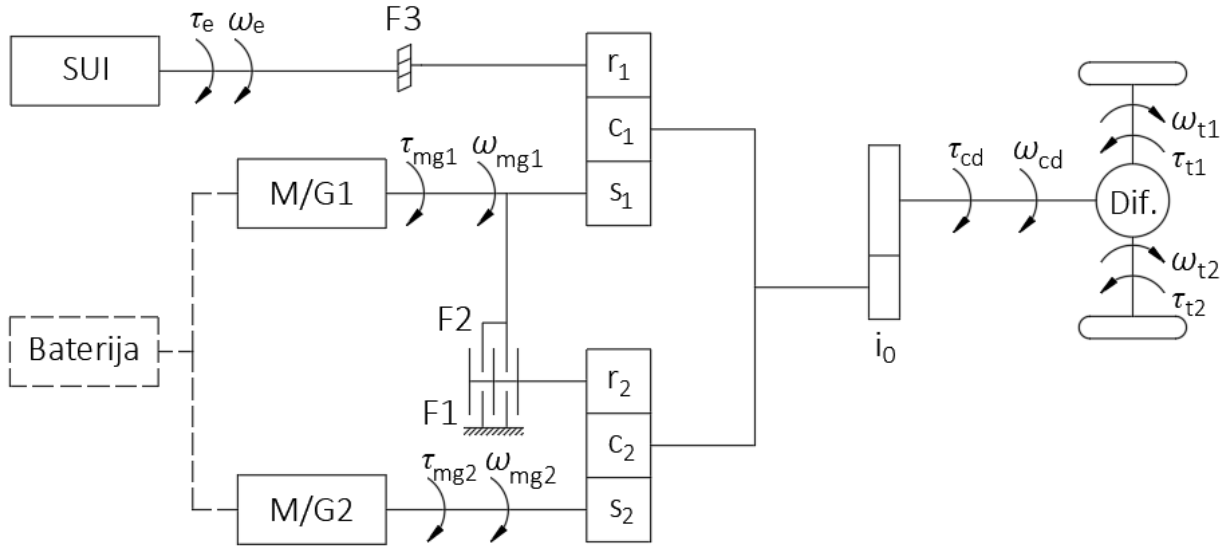 τe ωe F3
SUI
r1
c1
s1
τmg1 ωmg1
M/G1
τcd ωcd
Dif.
ωt1
τt1
ωt2
τt2
i0
Baterija
F2
F1
r2
c2
s2
τmg2 ωmg2
M/G2